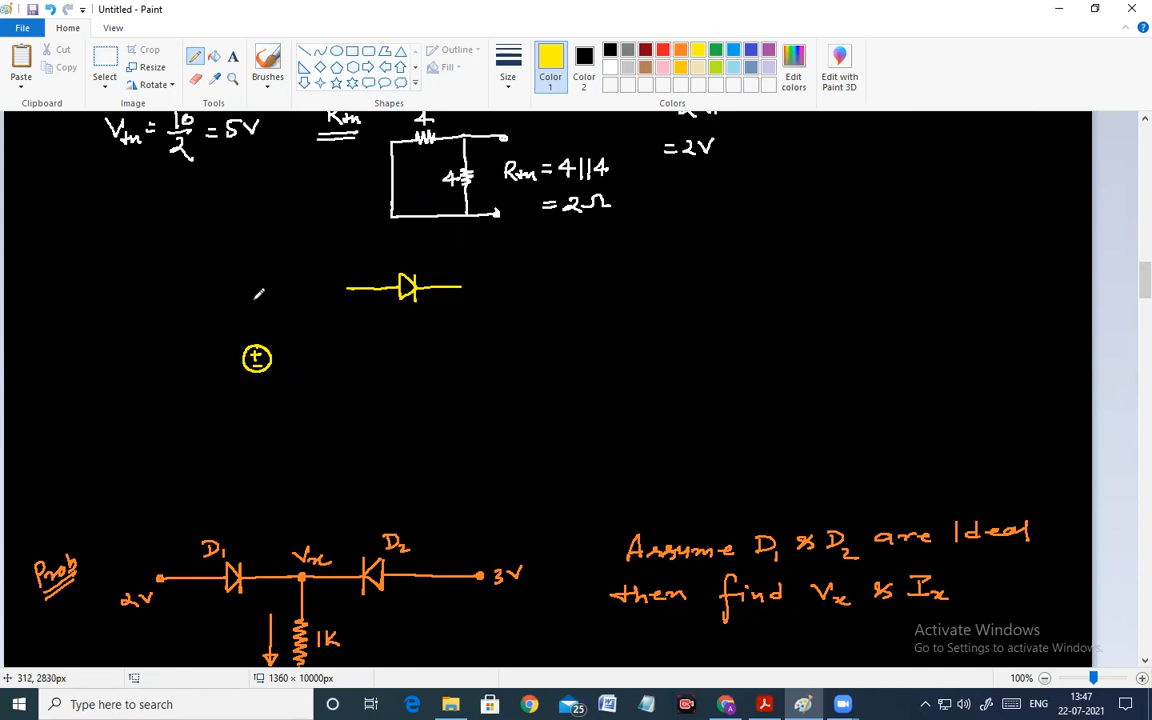 Untitled - Paint
File Home View
Paste Cut Copy Clipboard
Select Crop Resize Rotate Image
Tools
Brushes
Shapes Outline Fill
Size
Color 1 Color 2 Edit colors Colors
Edit with Paint 3D
Vth = 10/2 = 5V
Rth
4
= 2V
4
Rth = 4||4
= 2Ω
+
−
Prob
D1 Vx D2
2V 3V
1K
Assume D1 & D2 are Ideal
then find Vx & Ix
Activate Windows
Go to Settings to activate Windows.
312, 2830px
1360 × 10000px
100%
Type here to search
25
ENG
13:47
22-07-2021